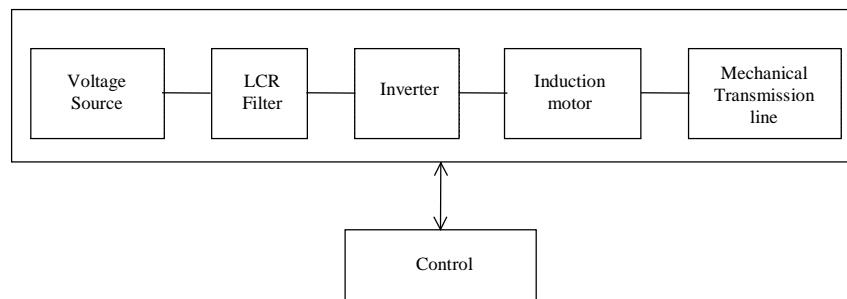 Voltage
Source
LCR
Filter
Inverter
Induction
motor
Mechanical
Transmission
line
Control